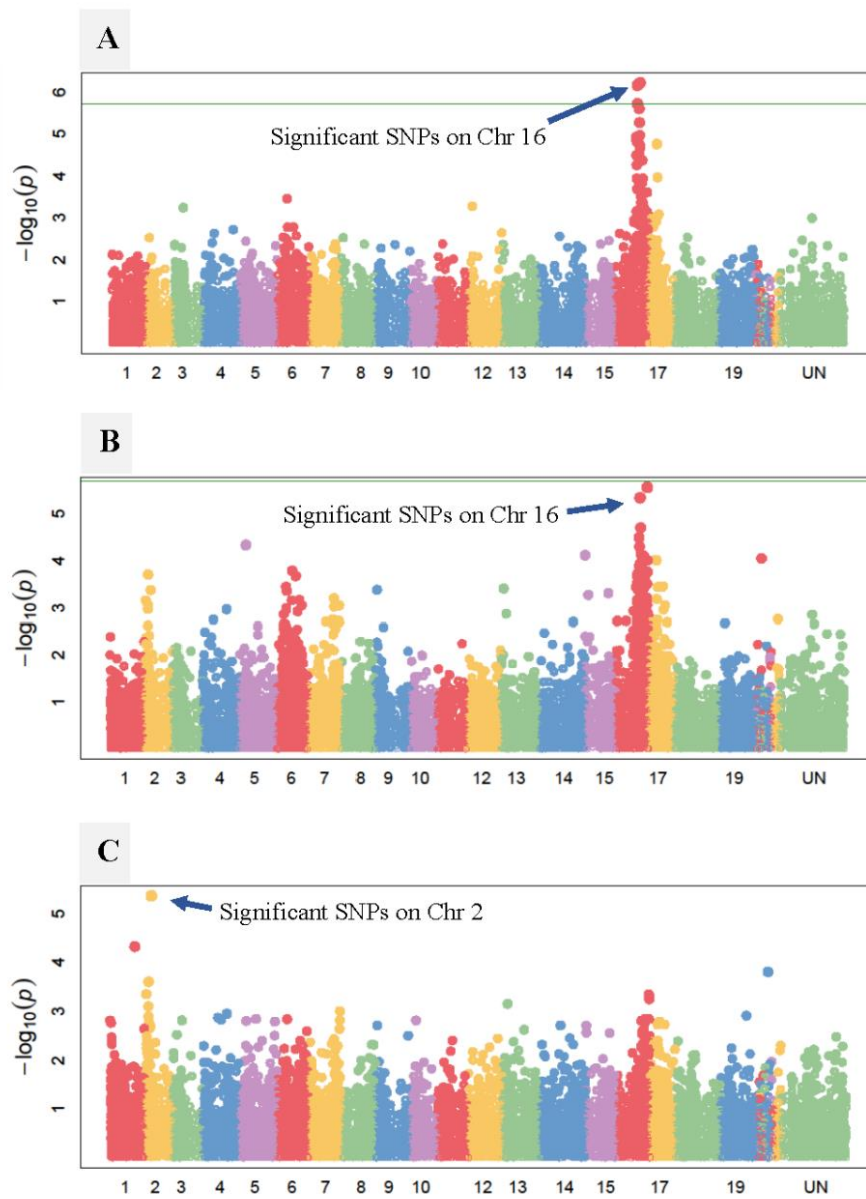 A
6
5
4
3
2
1
−log10(p)
Significant SNPs on Chr 16
1 2 3 4 5 6 7 8 9 10 12 13 14 15 17 19 UN
B
5
4
3
2
1
−log10(p)
Significant SNPs on Chr 16
1 2 3 4 5 6 7 8 9 10 12 13 14 15 17 19 UN
C
5
4
3
2
1
−log10(p)
Significant SNPs on Chr 2
1 2 3 4 5 6 7 8 9 10 12 13 14 15 17 19 UN